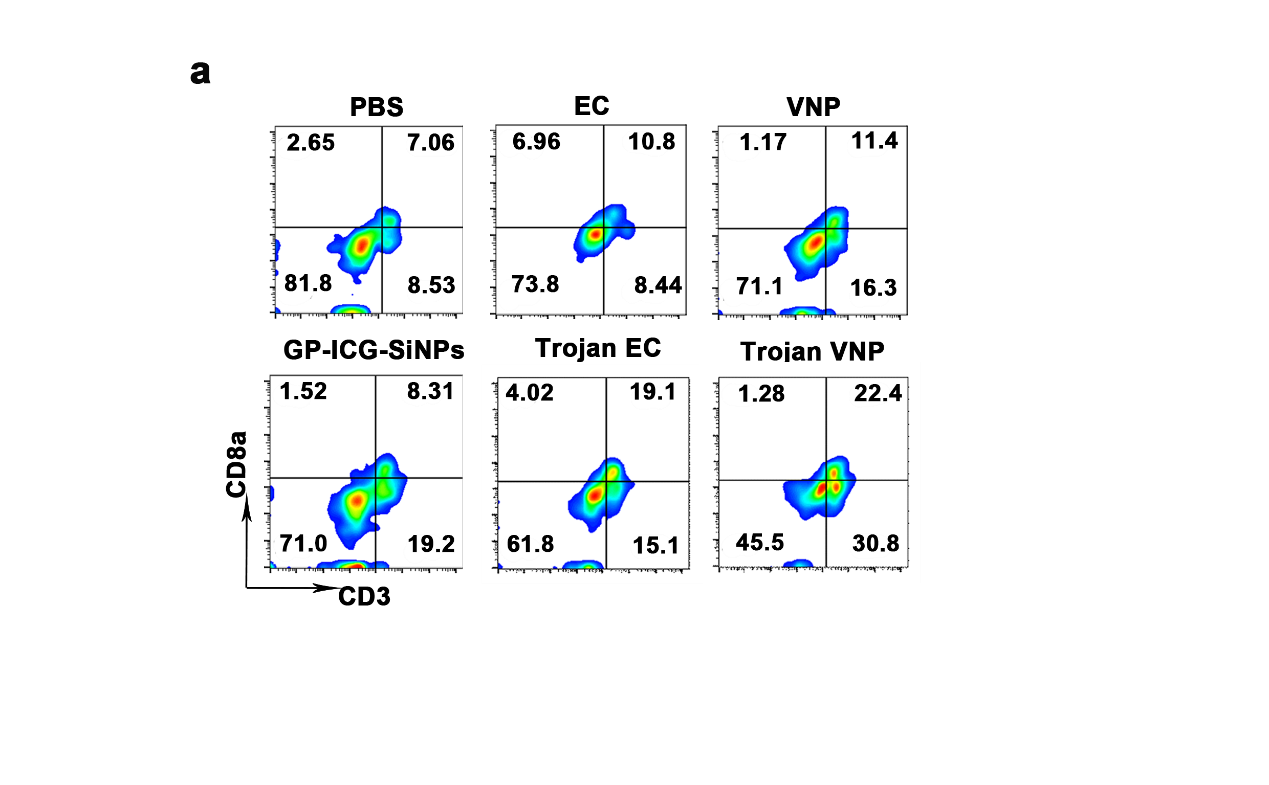 a
PBS
EC
VNP
2.65 7.06
6.96 10.8
1.17 11.4
81.8 8.53
73.8 8.44
71.1 16.3
GP-ICG-SiNPs
Trojan EC
Trojan VNP
1.52 8.31
4.02 19.1
1.28 22.4
71.0 19.2
61.8 15.1
45.5 30.8
CD8a
CD3